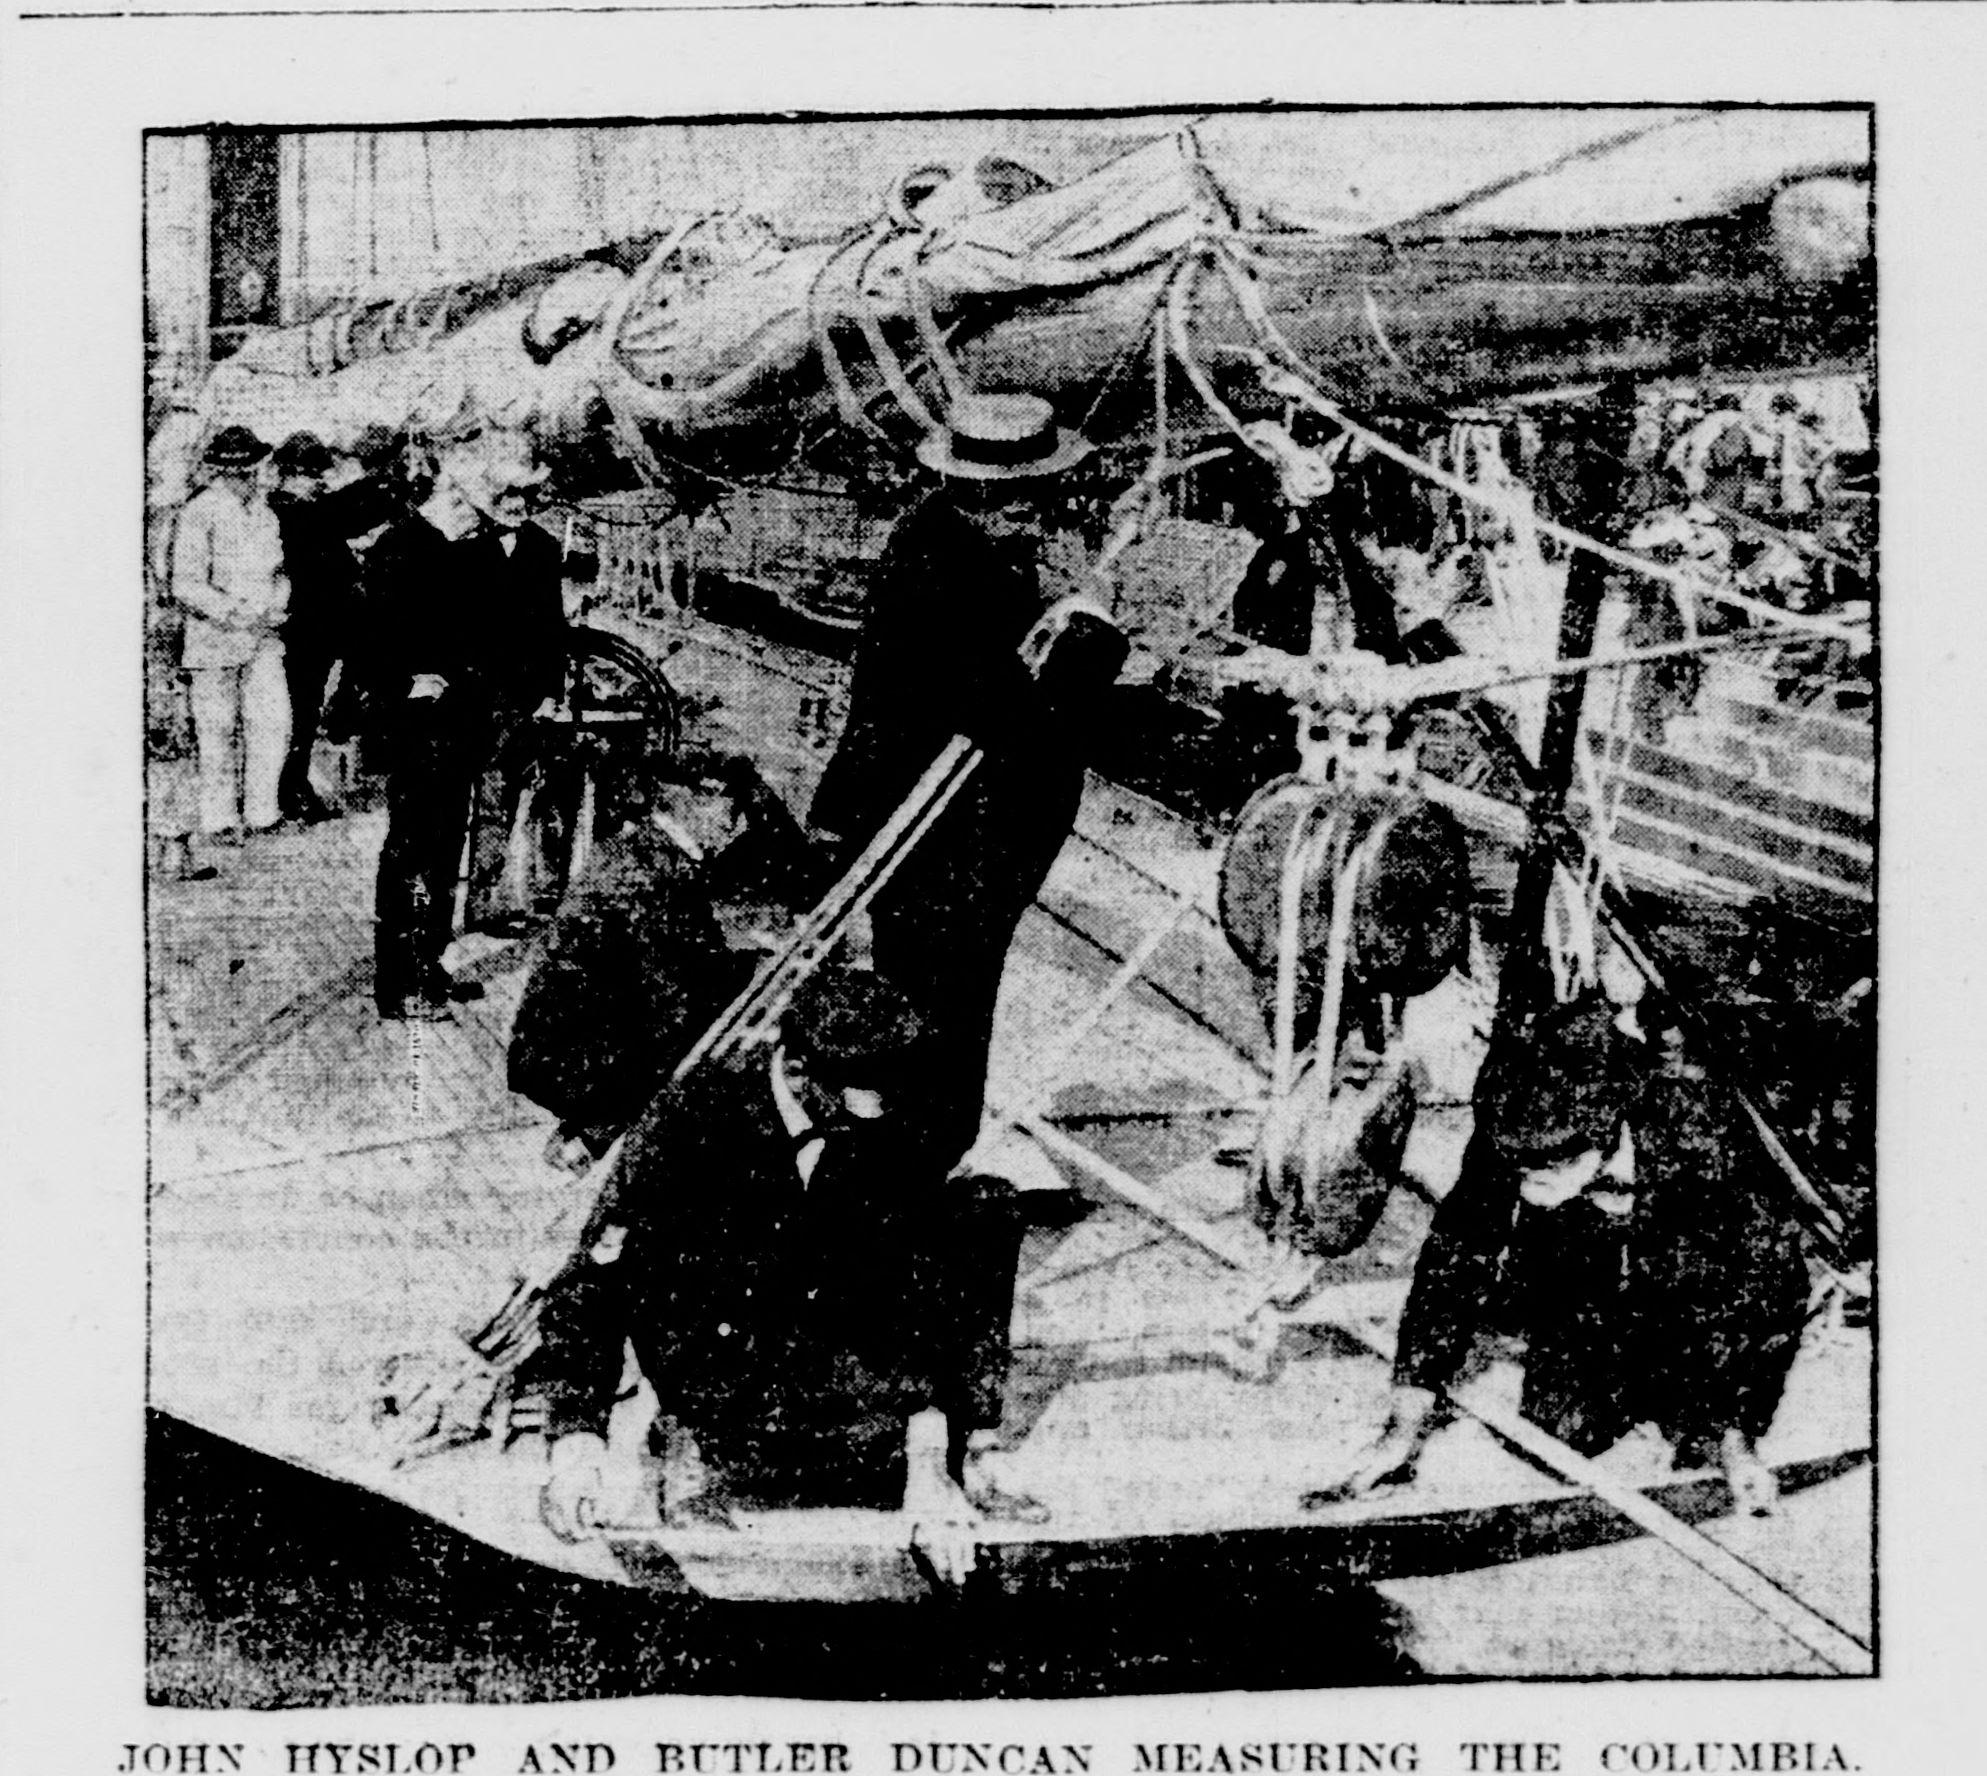 JOHN HYSLOP AND BUTLER DUNCAN MEASURING THE COLUMBIA.